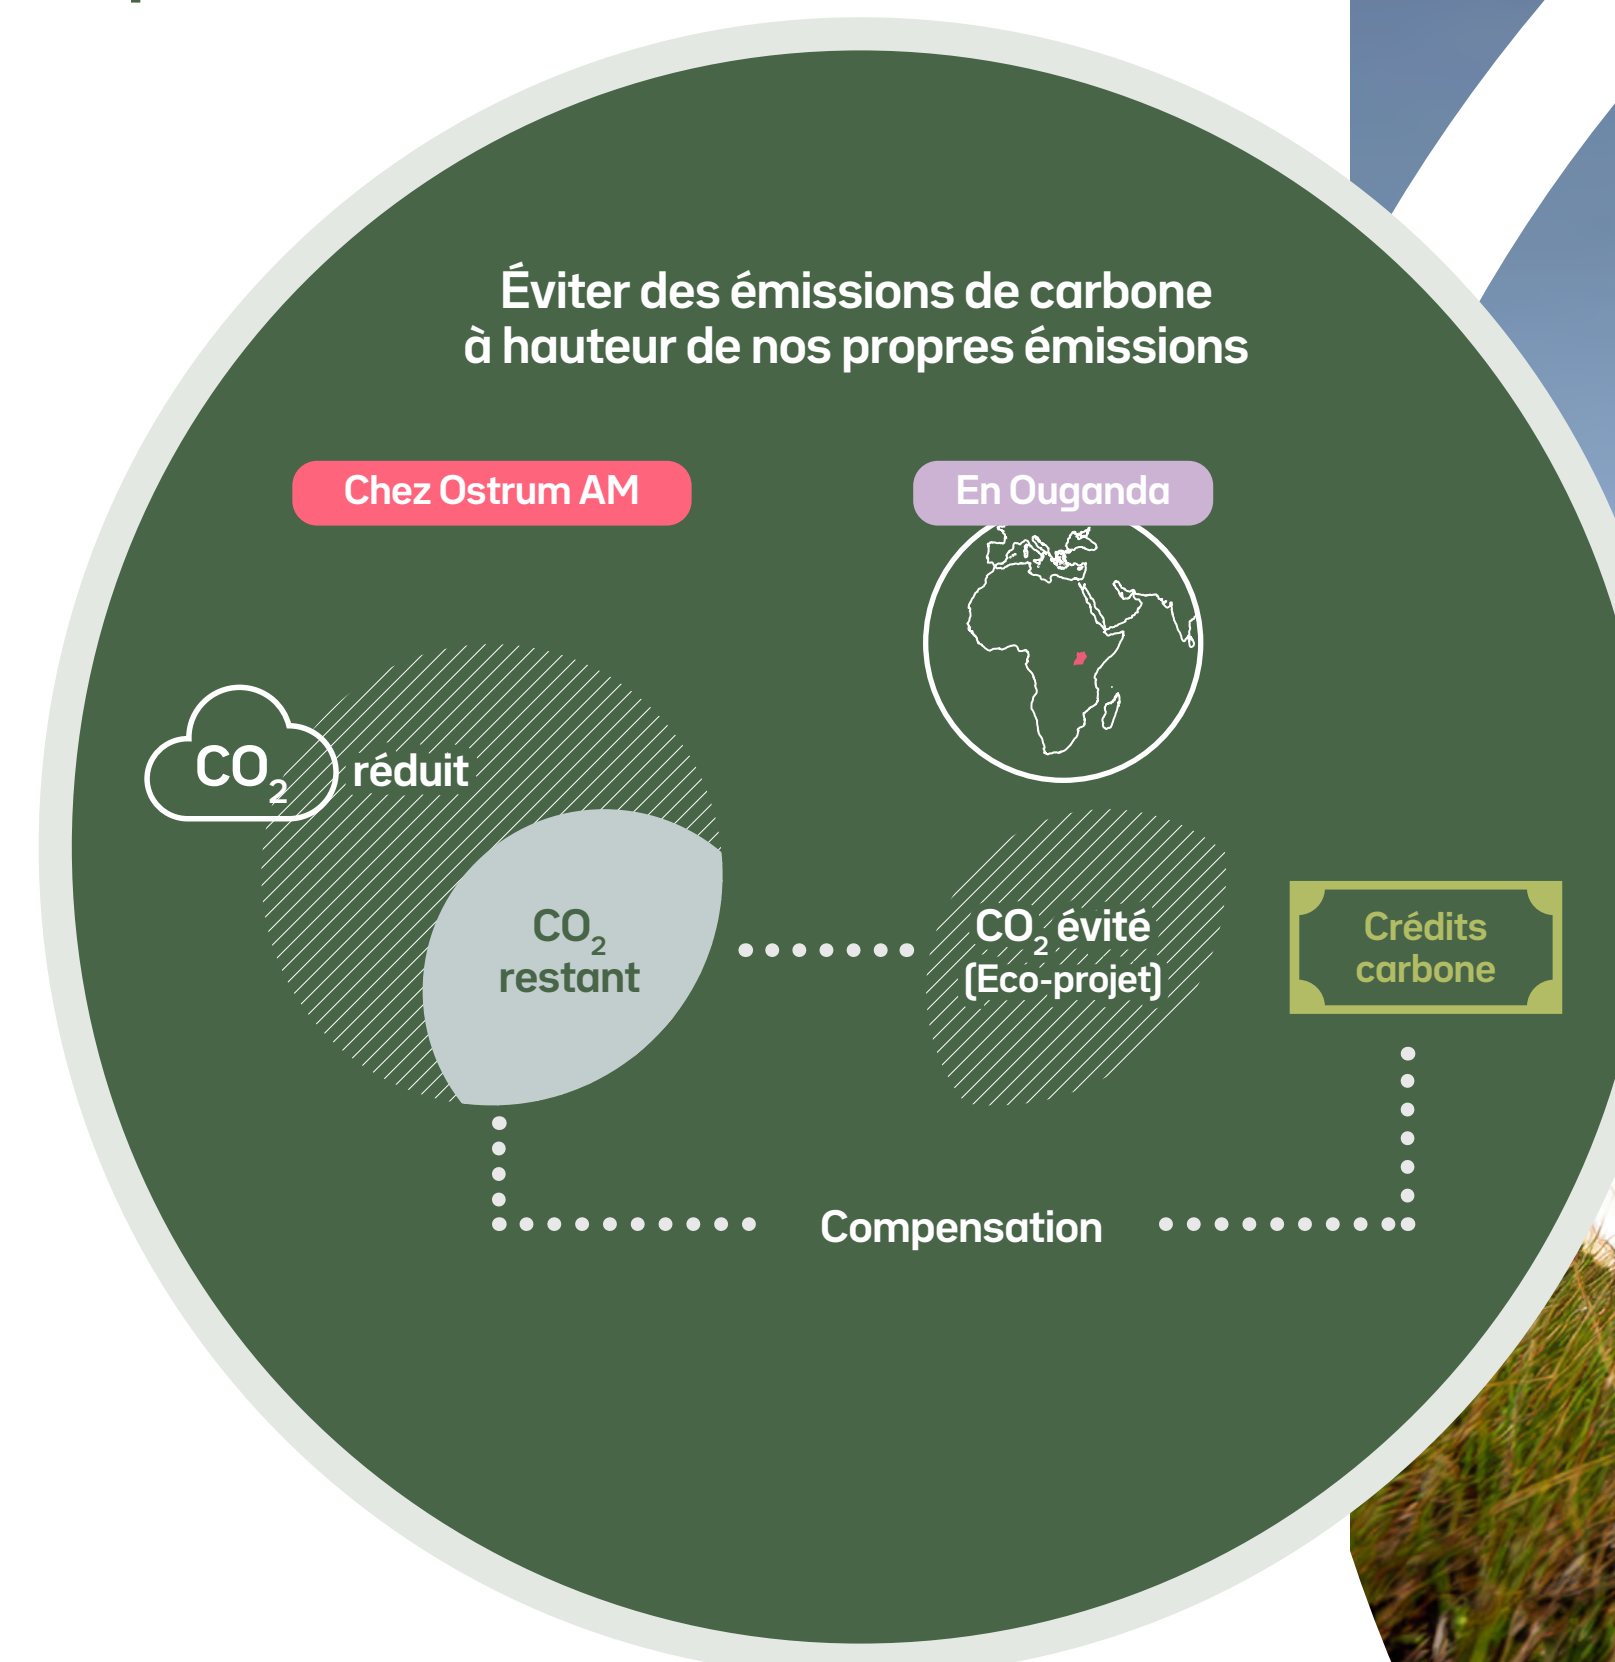 Éviter des émissions de carbone
à hauteur de nos propres émissions
Chez Ostrum AM
En Ouganda
CO₂ réduit
CO₂
restant
CO₂ évité
(Eco-projet)
Crédits
carbone
Compensation